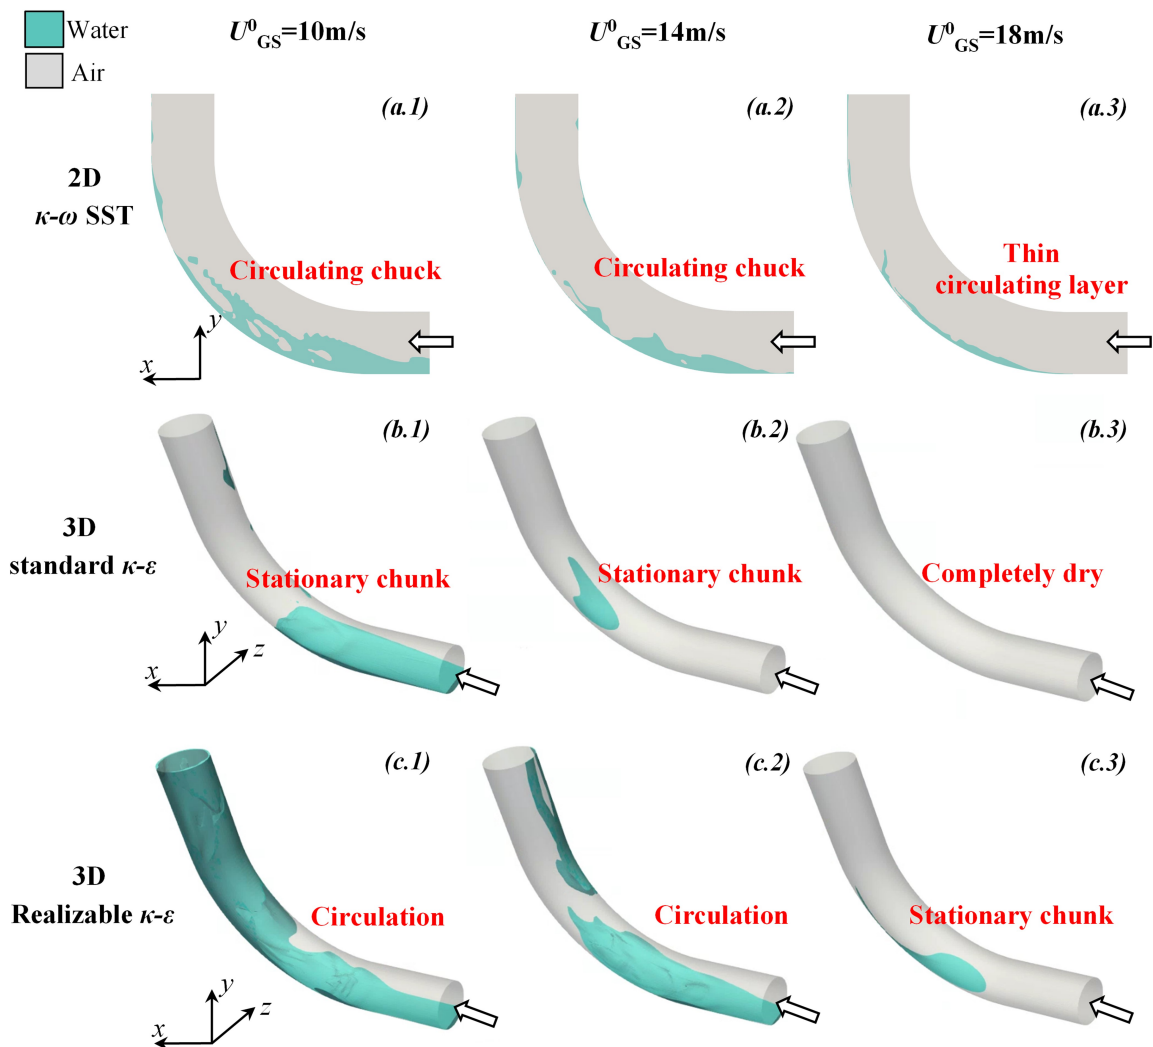 Water
Air
U⁰GS=10m/s
U⁰GS=14m/s
U⁰GS=18m/s
(a.1)
(a.2)
(a.3)
2D
κ-ω SST
Circulating chuck
Circulating chuck
Thin
circulating layer
y
x
(b.1)
(b.2)
(b.3)
3D
standard κ-ε
Stationary chunk
Stationary chunk
Completely dry
y
z
x
(c.1)
(c.2)
(c.3)
3D
Realizable κ-ε
Circulation
Circulation
Stationary chunk
y
z
x